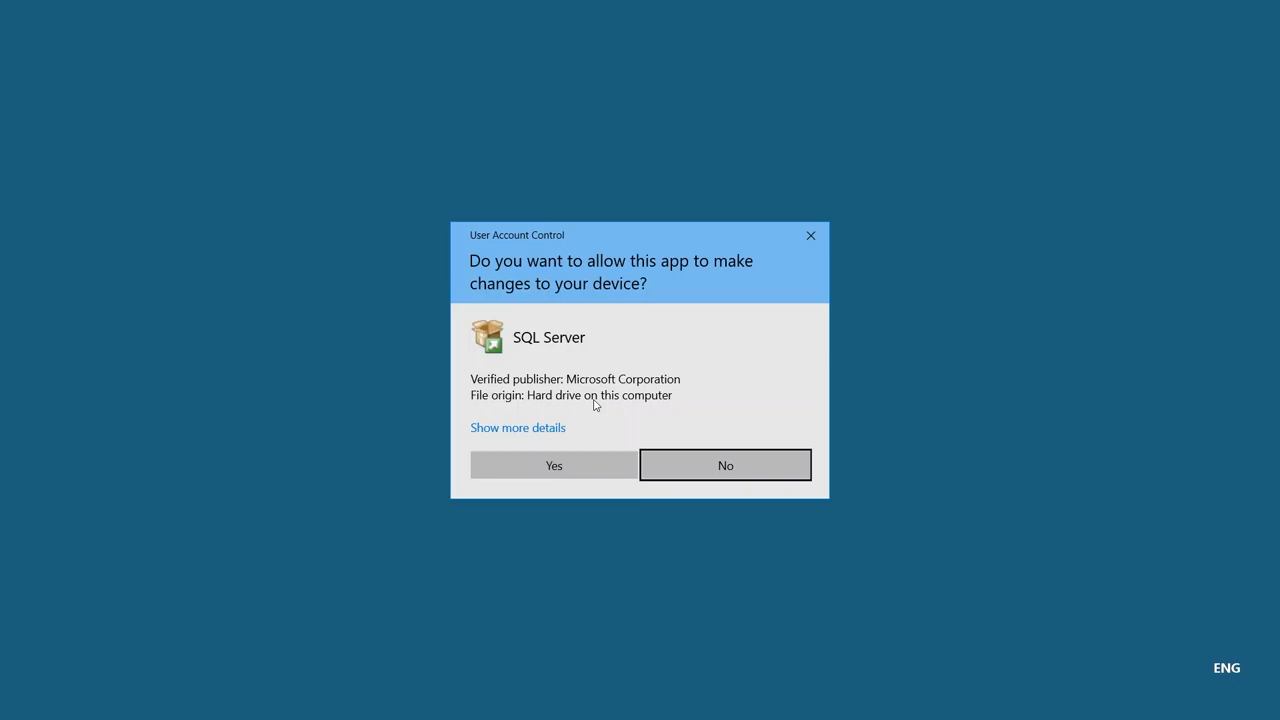 User Account Control
Do you want to allow this app to make
changes to your device?
SQL Server
Verified publisher: Microsoft Corporation
File origin: Hard drive on this computer
Show more details
Yes
No
ENG